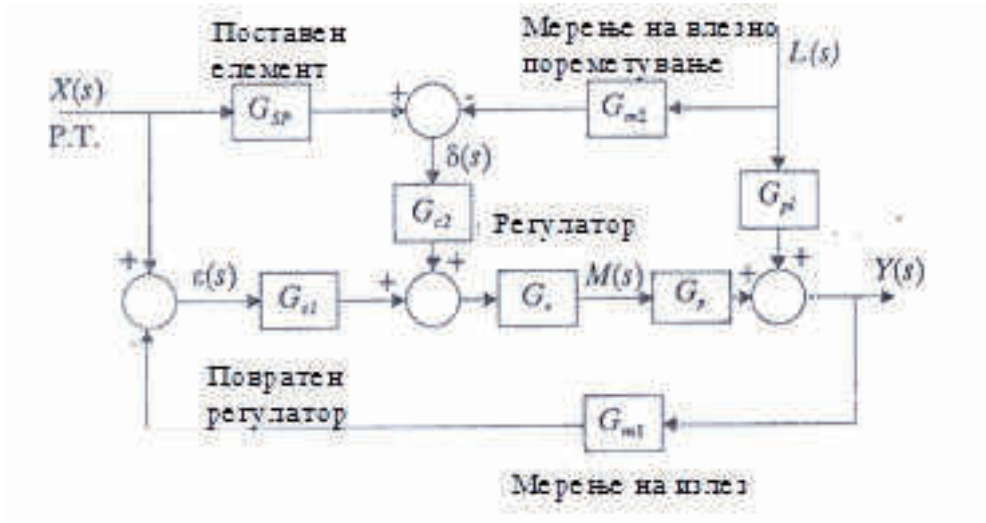 Поставен
елемент
Мерење на влезно
пореметување
L(s)
X(s)
Р.Т.
G_SP
+
-
G_m2
δ(s)
G_c2
Регулатор
G_pl
+
ε(s)
G_c1
+
+
G_v
M(s)
G_p
+
+
Y(s)
-
Повратен
регулатор
G_m1
Мерење на излез